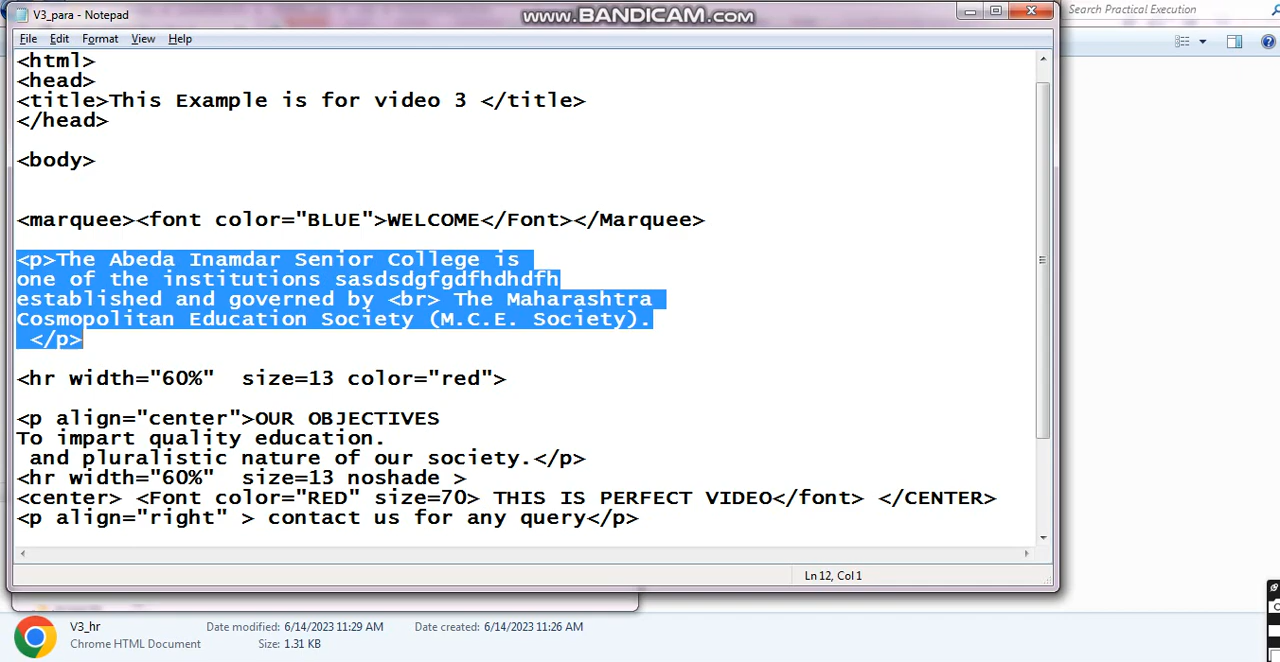 V3_para - Notepad
www.BANDICAM.com
Search Practical Execution
File Edit Format View Help
<html>
<head>
<title>This Example is for video 3 </title>
</head>
<body>
<marquee><font color="BLUE">WELCOME</Font></Marquee>
<p>The Abeda Inamdar Senior College is
one of the institutions sasdsdgfgdfhdhdfh
established and governed by <br> The Maharashtra
Cosmopolitan Education Society (M.C.E. Society).
</p>
<hr width="60%"  size=13 color="red">
<p align="center">OUR OBJECTIVES
To impart quality education.
and pluralistic nature of our society.</p>
<hr width="60%"  size=13 noshade >
<center> <Font color="RED" size=70> THIS IS PERFECT VIDEO</font> </CENTER>
<p align="right" > contact us for any query</p>
Ln 12, Col 1
V3_hr
Date modified: 6/14/2023 11:29 AM
Date created: 6/14/2023 11:26 AM
Chrome HTML Document
Size: 1.31 KB